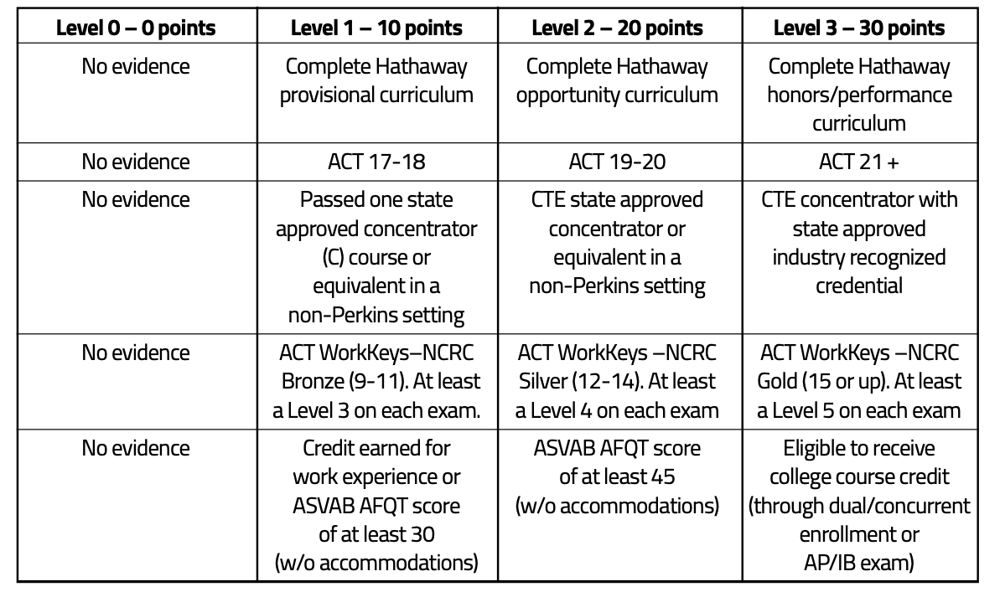 Level 0 – 0 points
Level 1 – 10 points
Level 2 – 20 points
Level 3 – 30 points
No evidence
Complete Hathaway
provisional curriculum
Complete Hathaway
opportunity curriculum
Complete Hathaway
honors/performance
curriculum
No evidence
ACT 17-18
ACT 19-20
ACT 21 +
No evidence
Passed one state
approved concentrator
(C) course or
equivalent in a
non-Perkins setting
CTE state approved
concentrator or
equivalent in a
non-Perkins setting
CTE concentrator with
state approved
industry recognized
credential
No evidence
ACT WorkKeys–NCRC
Bronze (9-11). At least
a Level 3 on each exam.
ACT WorkKeys –NCRC
Silver (12-14). At least
a Level 4 on each exam
ACT WorkKeys –NCRC
Gold (15 or up). At least
a Level 5 on each exam
No evidence
Credit earned for
work experience or
ASVAB AFQT score
of at least 30
(w/o accommodations)
ASVAB AFQT score
of at least 45
(w/o accommodations)
Eligible to receive
college course credit
(through dual/concurrent
enrollment or
AP/IB exam)